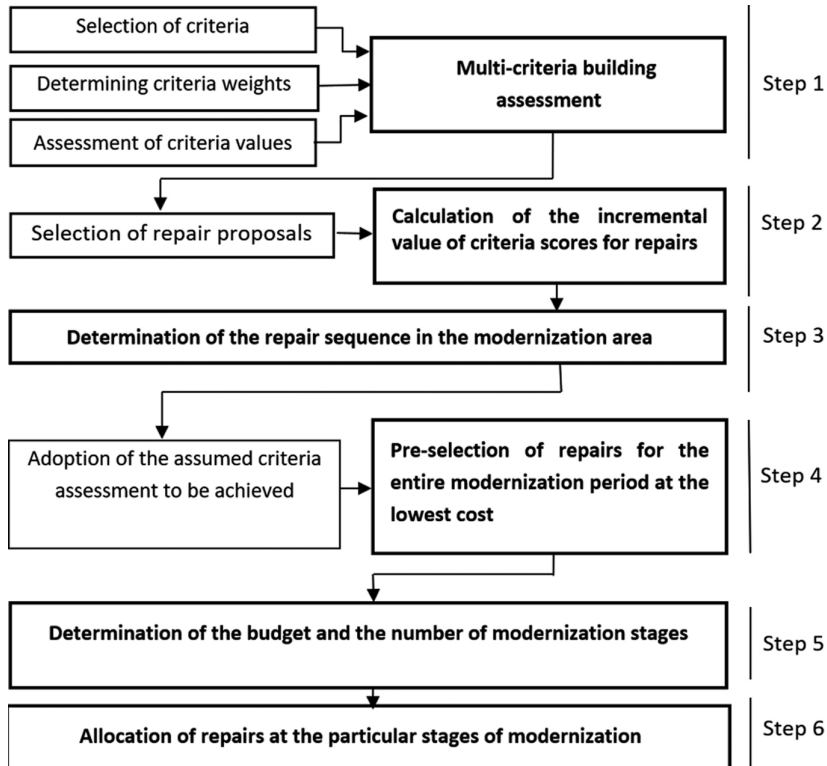 Selection of criteria
Determining criteria weights
Assessment of criteria values
Multi-criteria building
assessment
Step 1
Selection of repair proposals
Calculation of the incremental
value of criteria scores for repairs
Step 2
Determination of the repair sequence in the modernization area
Step 3
Adoption of the assumed criteria
assessment to be achieved
Pre-selection of repairs for the
entire modernization period at the
lowest cost
Step 4
Determination of the budget and the number of modernization stages
Step 5
Allocation of repairs at the particular stages of modernization
Step 6